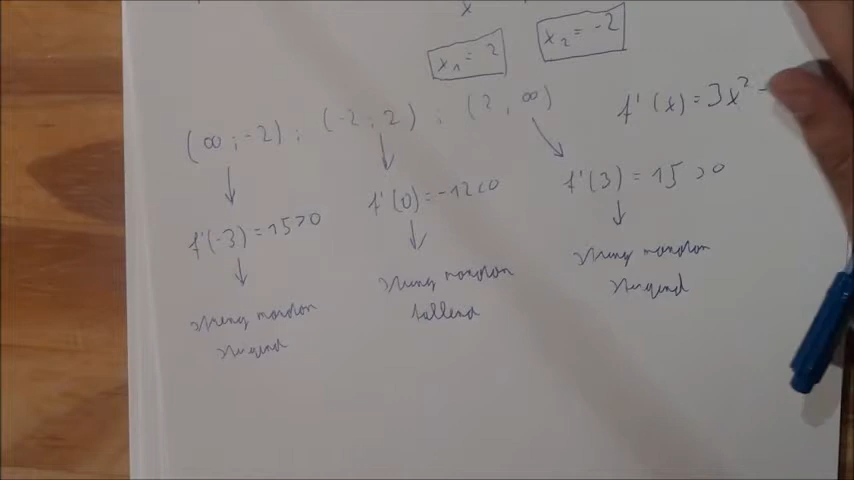 x
x₁ = 2
x₂ = -2
(∞ ; -2) ; (-2 ; 2) ; (2 , ∞)
f'(x) = 3x² -
f'(-3) = 15 > 0
f'(0) = -12 < 0
f'(3) = 15 > 0
streng monoton
steigend
streng monoton
fallend
streng monoton
steigend